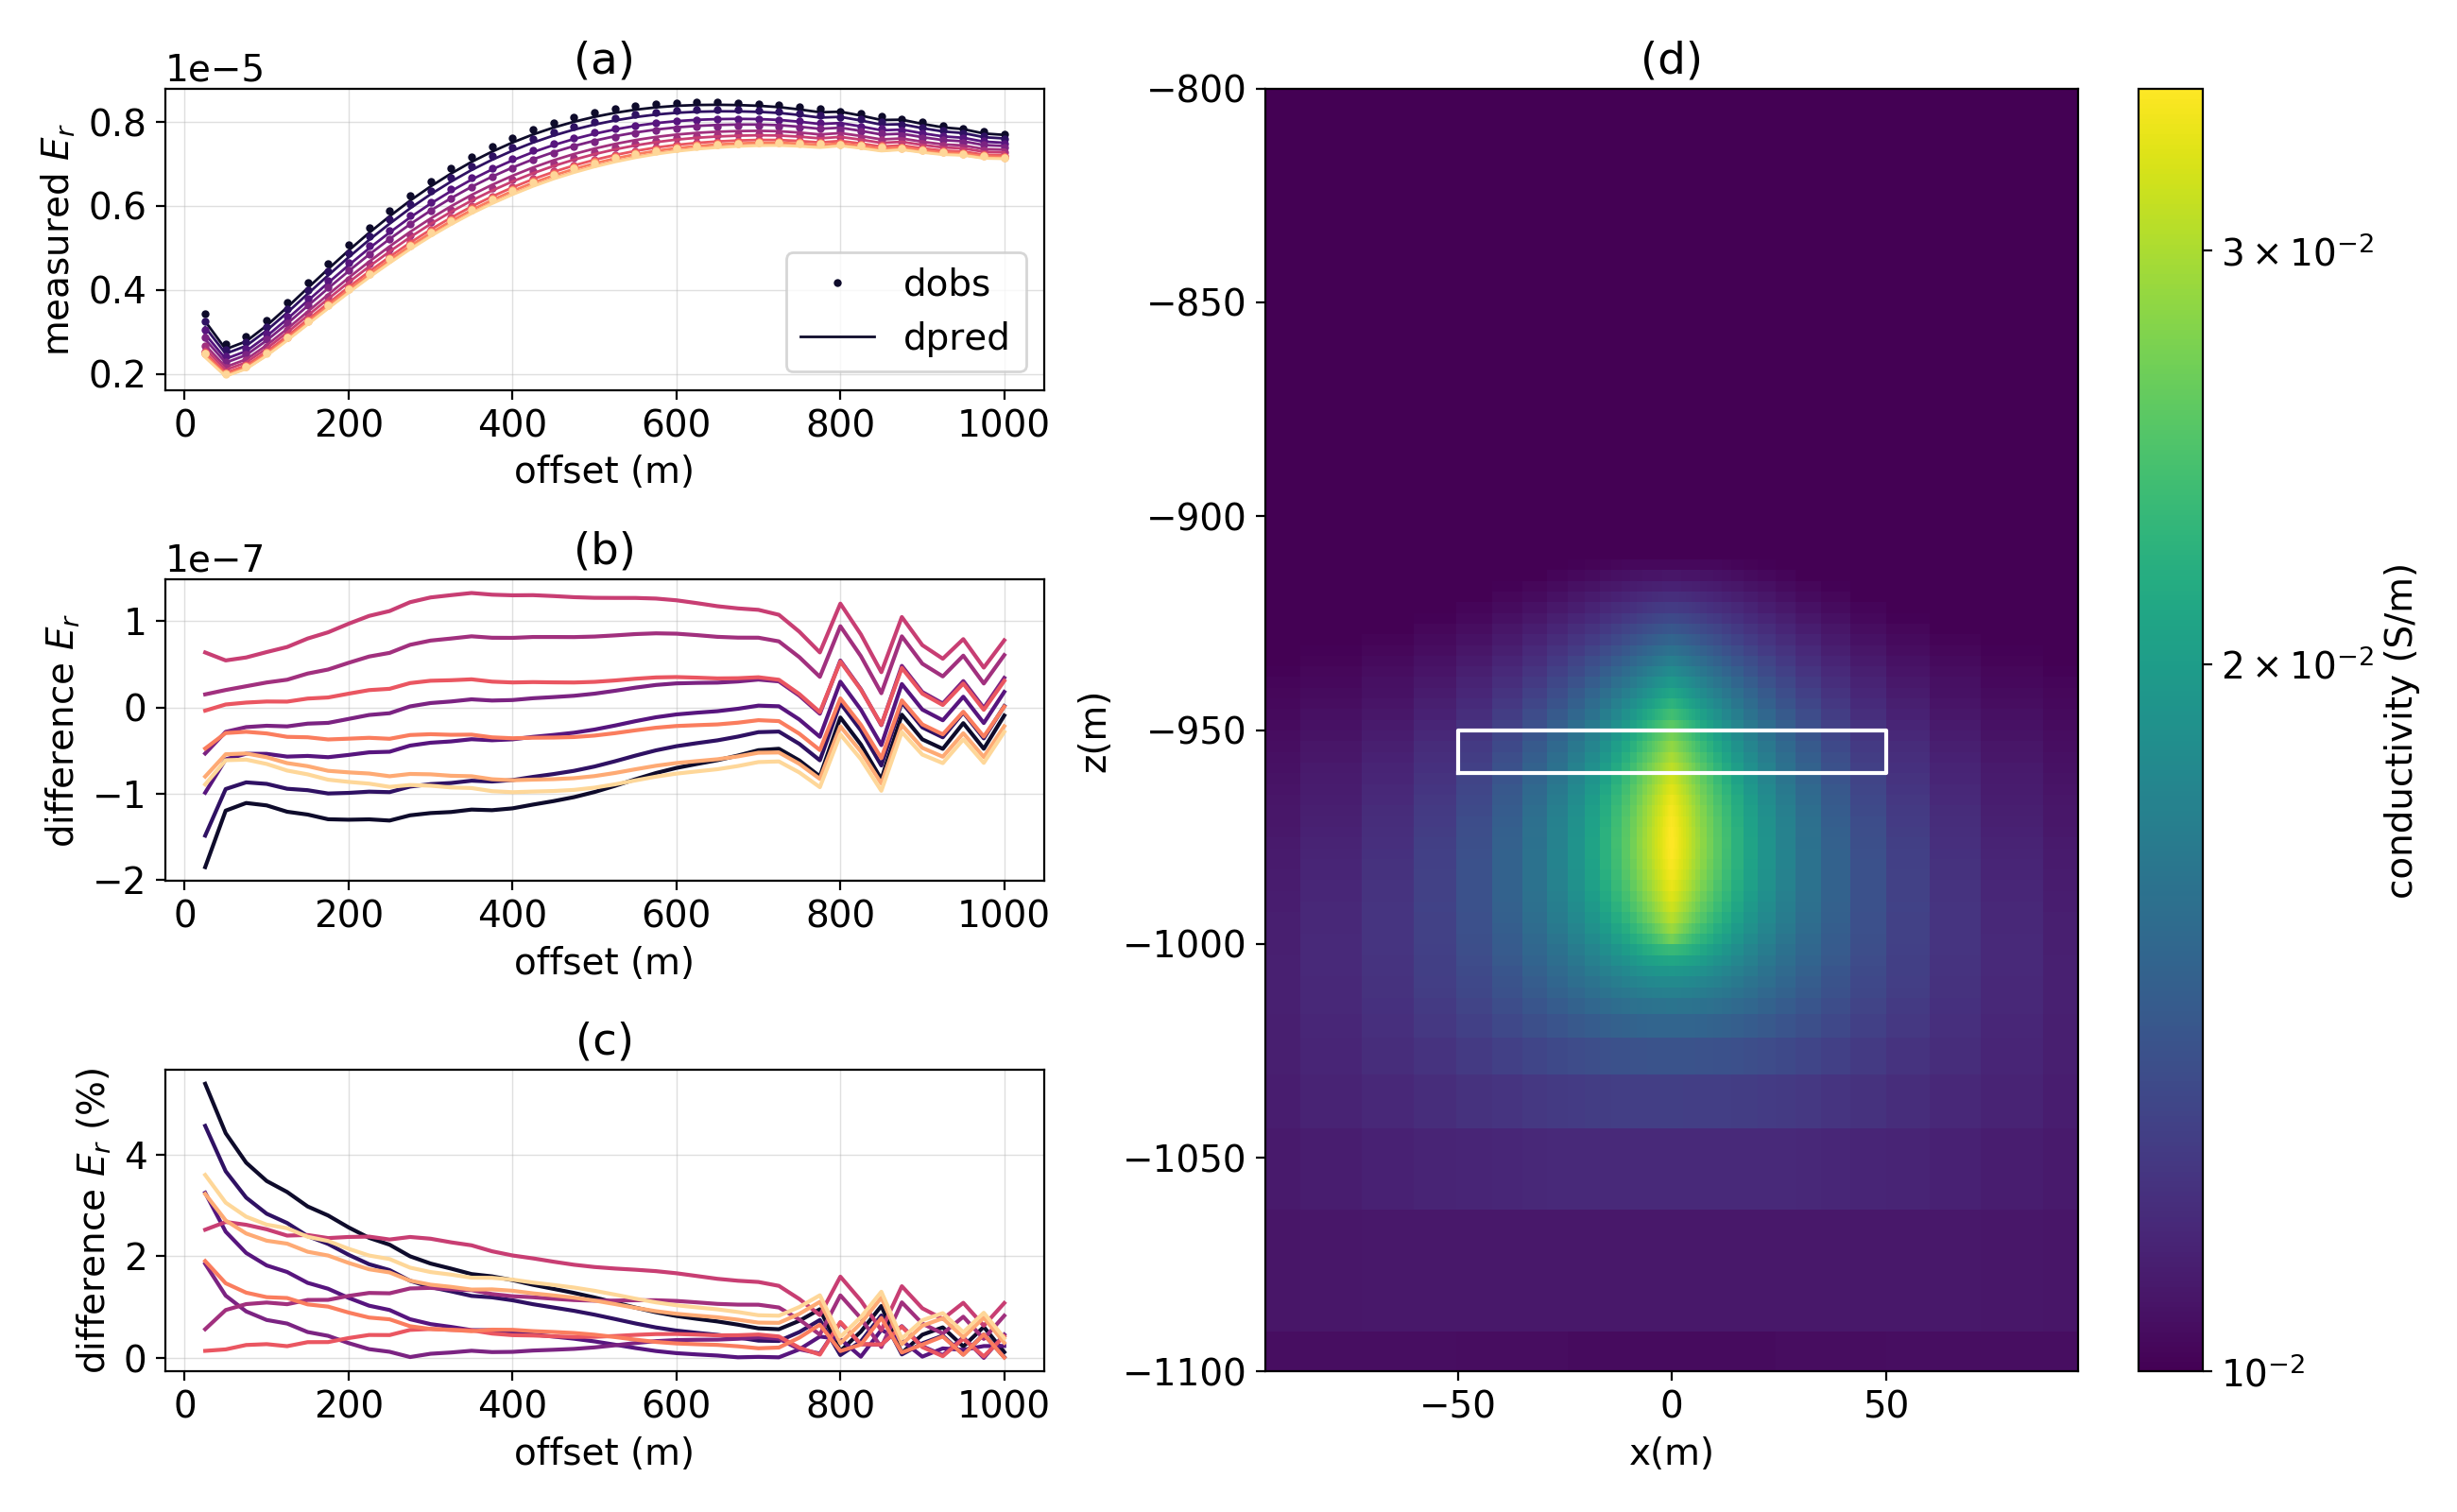 (a)
1e−5
measured E_r
0.8
0.6
0.4
0.2
dobs
dpred
0 200 400 600 800 1000
offset (m)
(b)
1e−7
difference E_r
1
0
−1
−2
0 200 400 600 800 1000
offset (m)
(c)
difference E_r (%)
4
2
0
0 200 400 600 800 1000
offset (m)
(d)
z(m)
−800
−850
−900
−950
−1000
−1050
−1100
−50 0 50
x(m)
3 × 10⁻²
2 × 10⁻²
10⁻²
conductivity (S/m)